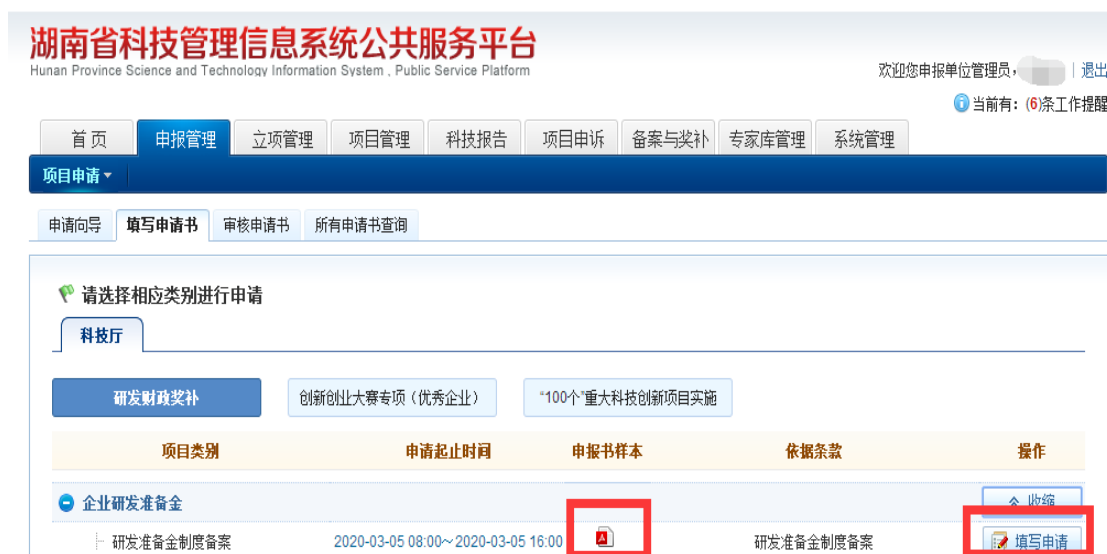 湖南省科技管理信息系统公共服务平台
Hunan Province Science and Technology Information System , Public Service Platform
欢迎您申报单位管理员， | 退出
当前有：(6)条工作提醒
首页 申报管理 立项管理 项目管理 科技报告 项目申诉 备案与奖补 专家库管理 系统管理
项目申请
申请向导 填写申请书 审核申请书 所有申请书查询
请选择相应类别进行申请
科技厅
研发财政奖补 创新创业大赛专项（优秀企业） “100个”重大科技创新项目实施
项目类别 申请起止时间 申报书样本 依据条款 操作
企业研发准备金 收缩
研发准备金制度备案 2020-03-05 08:00～2020-03-05 16:00 研发准备金制度备案 填写申请